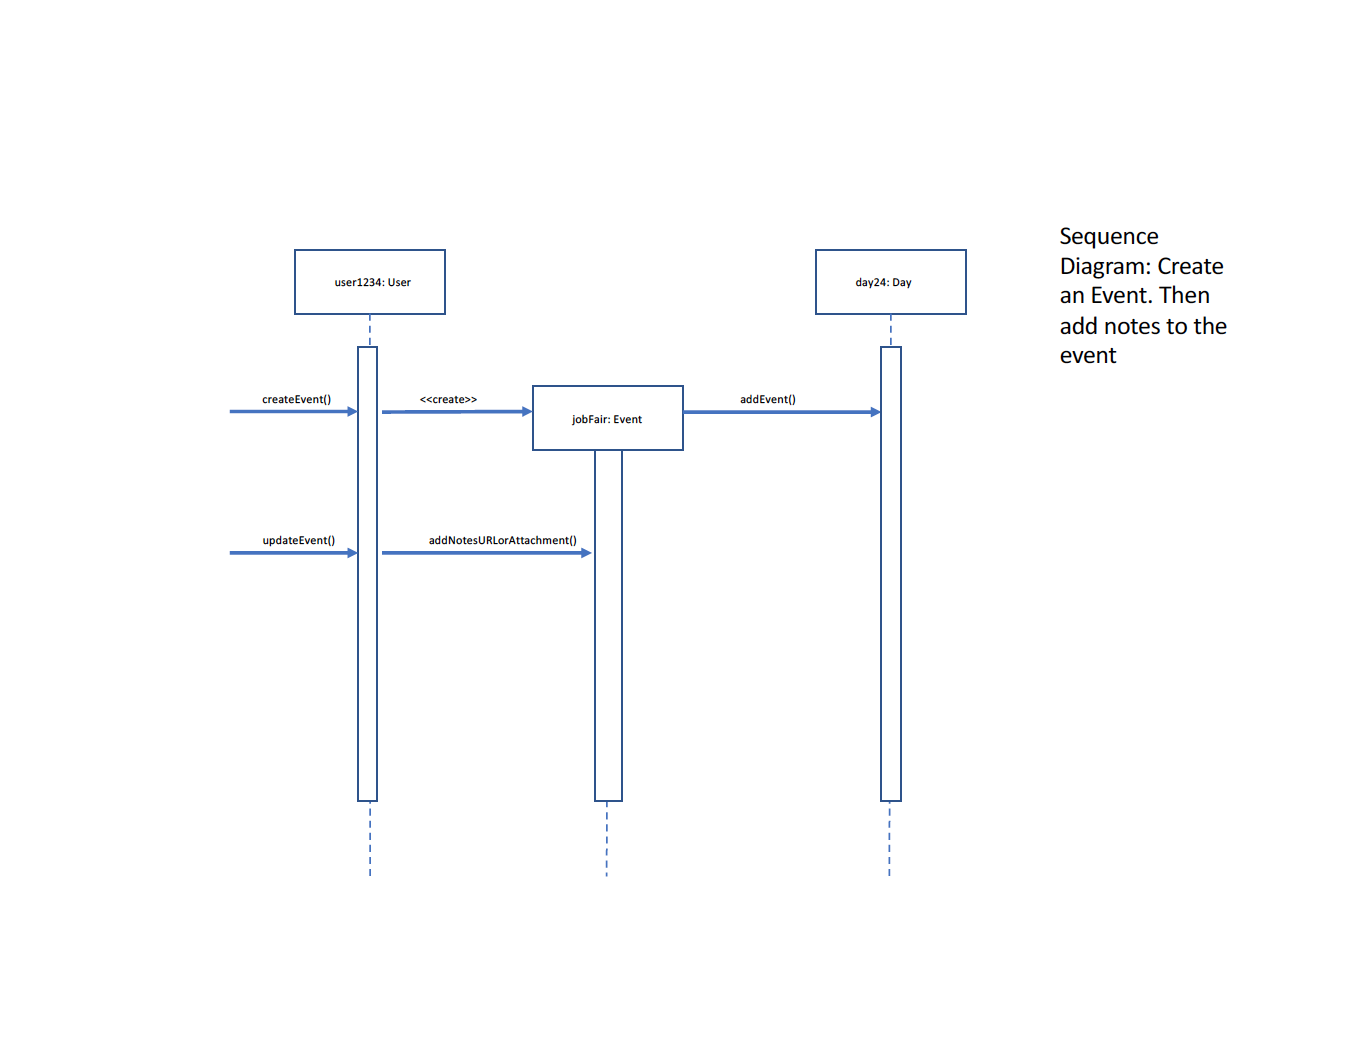 Sequence
Diagram: Create
an Event. Then
add notes to the
event
user1234: User
day24: Day
createEvent()
<<create>>
addEvent()
jobFair: Event
updateEvent()
addNotesURLorAttachment()